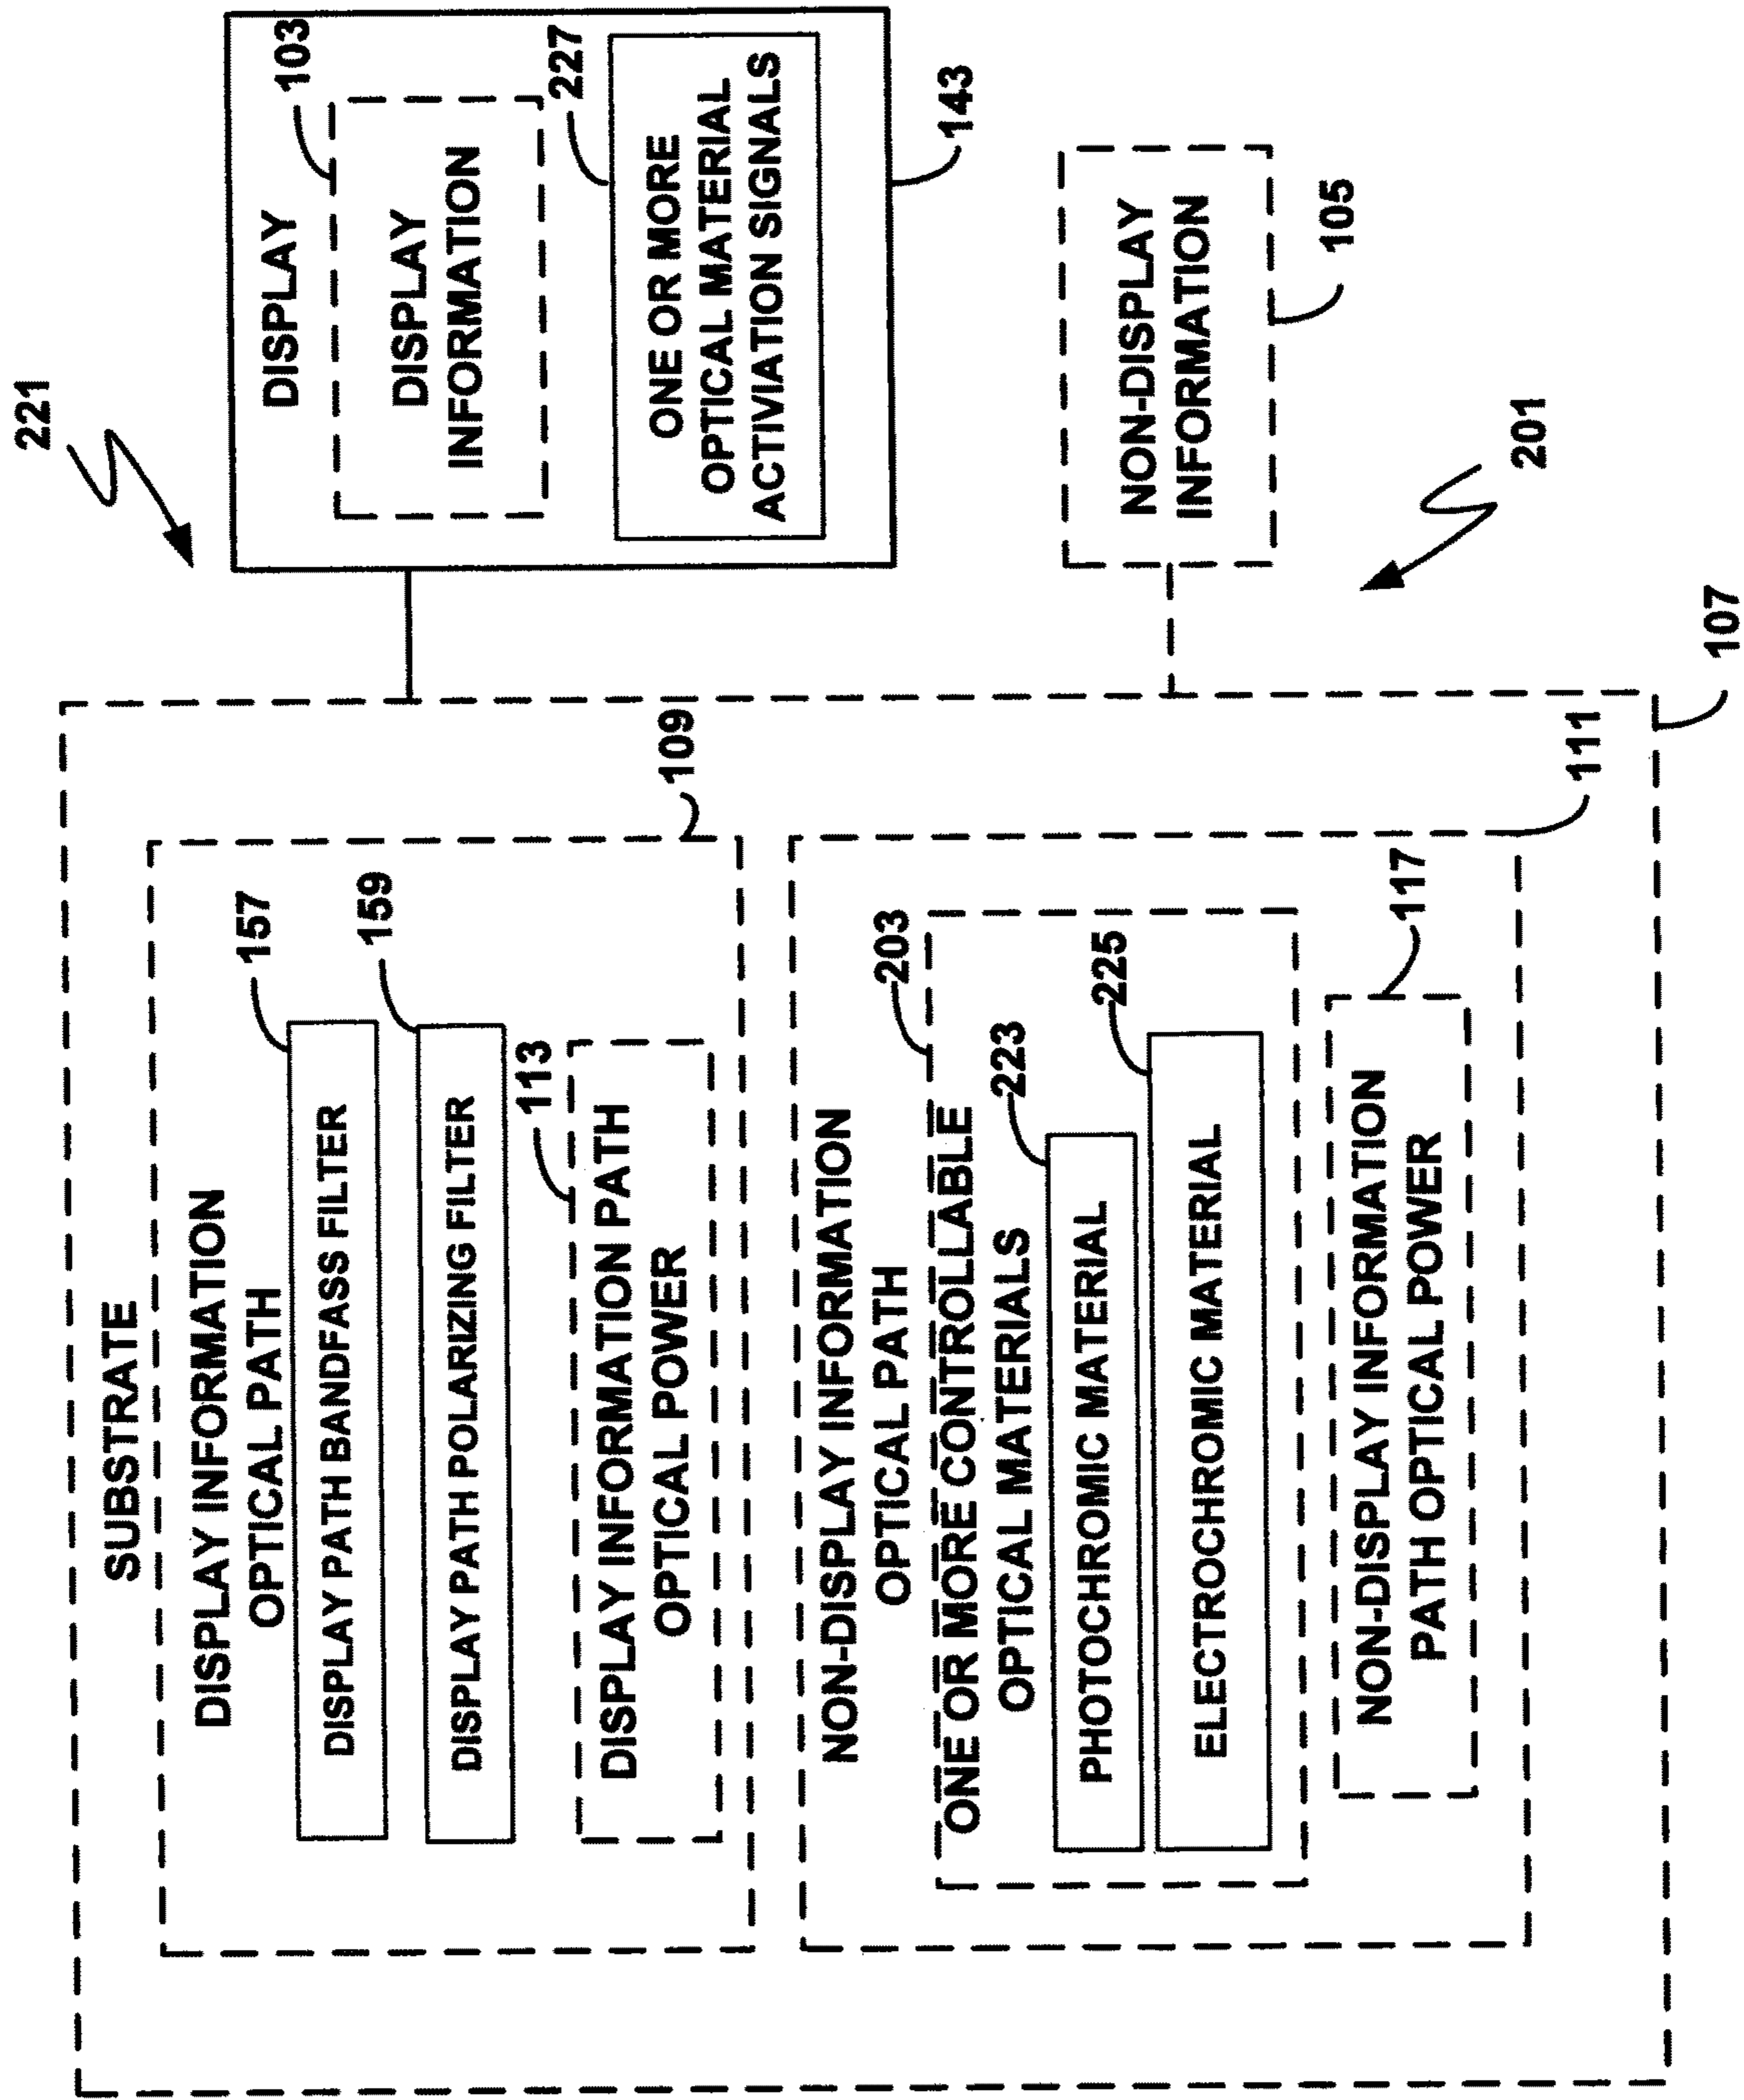 221
DISPLAY
103
DISPLAY
INFORMATION
227
ONE OR MORE
OPTICAL MATERIAL
ACTIVIATION SIGNALS
143
NON-DISPLAY
INFORMATION
105
201
SUBSTRATE
107
DISPLAY INFORMATION
OPTICAL PATH
109
157
DISPLAY PATH BANDFASS FILTER
159
DISPLAY PATH POLARIZING FILTER
113
DISPLAY INFORMATION PATH
OPTICAL POWER
NON-DISPLAY INFORMATION
OPTICAL PATH
111
203
ONE OR MORE CONTROLLABLE
OPTICAL MATERIALS
223
PHOTOCHROMIC MATERIAL
225
ELECTROCHROMIC MATERIAL
117
NON-DISPLAY INFORMATION
PATH OPTICAL POWER